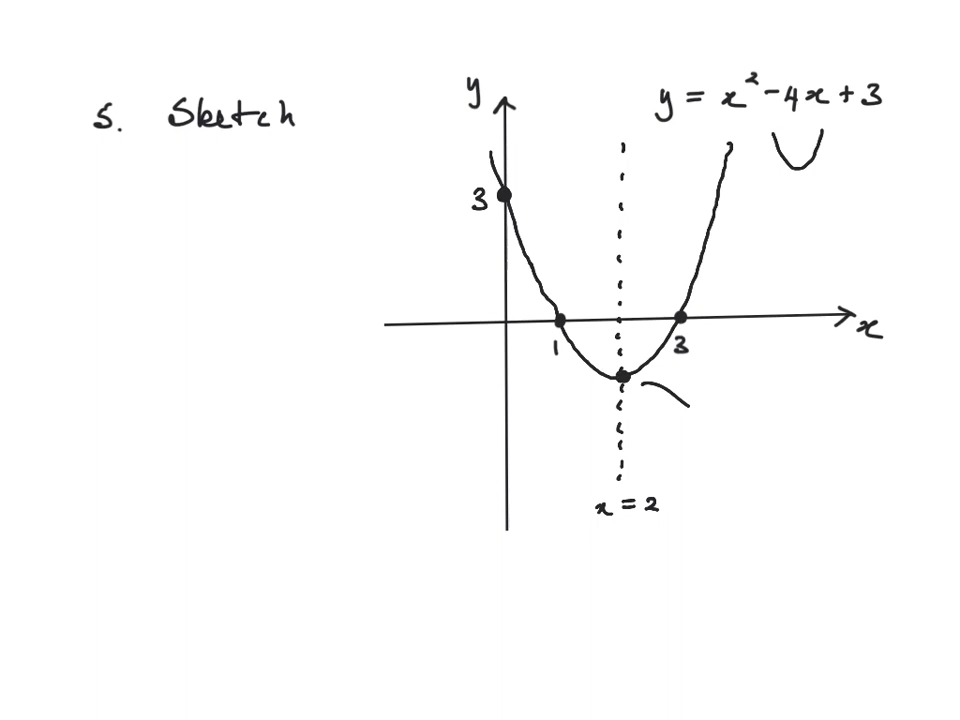 5. Sketch
y
y = x² - 4x + 3
3
x
1
3
x = 2